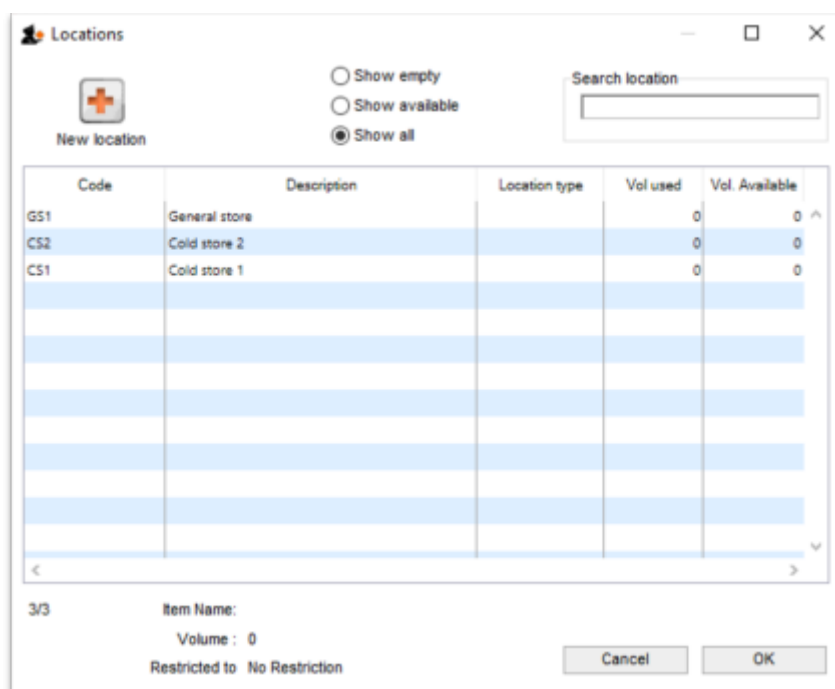 Locations
Show empty
Show available
Show all
Search location
New location
Code Description Location type Vol used Vol. Available
GS1 General store 0 0
CS2 Cold store 2 0 0
CS1 Cold store 1 0 0
3/3 Item Name:
Volume : 0
Restricted to No Restriction
Cancel OK